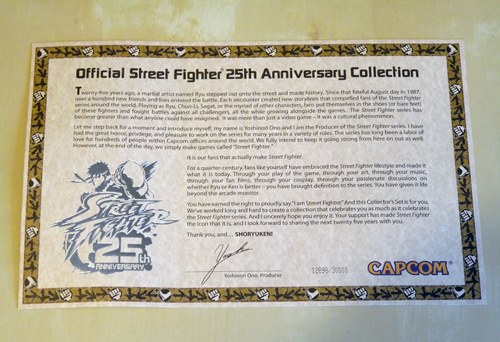 Official Street Fighter 25th Anniversary Collection
Twenty-five years ago, a martial artist named Ryu stepped out onto the street and made history. Since that fateful August day in 1987,
over a hundred new friends and foes entered the battle. Each encounter created new storylines that compelled fans of the Street Fighter
series around the world. Playing as Ryu, Chun-Li, Sagat, or the myriad of other characters, fans put themselves in the shoes (or bare feet)
of these fighters and fought battles against all challengers, all the while growing alongside the games. The Street Fighter series has
become greater than what anyone could have imagined. It was more than just a video game – it was a cultural phenomenon.
Let me step back for a moment and introduce myself; my name is Yoshinori Ono and I am the Producer of the Street Fighter series. I have
had the great honor, privilege, and pleasure to work on the series for many years in a variety of roles. The series has long been a labor of
love for hundreds of people within Capcom offices around the world. We fully intend to keep it going strong from here on out as well.
However, at the end of the day, we simply make games called "Street Fighter."
It is our fans that actually make Street Fighter.
For a quarter-century, fans like yourself have embraced the Street Fighter lifestyle and made it
what it is today. Through your play of the game, through your art, through your music,
through your fan films, through your cosplay, through your passionate discussions on
whether Ryu or Ken is better – you have brought definition to the series. You have given it life
beyond the arcade monitor.
You have earned the right to proudly say "I am Street Fighter." And this Collector's Set is for you.
We've worked long and hard to create a collection that celebrates you as much as it celebrates
the Street Fighter series. And I sincerely hope you enjoy it. Your support has made Street Fighter
the icon that it is, and I look forward to sharing the next twenty five years with you.
Thank you, and... SHORYUKEN!
STREET
FIGHTER
25th
ANNIVERSARY
Yoshinori Ono, Producer
12898/30000
CAPCOM